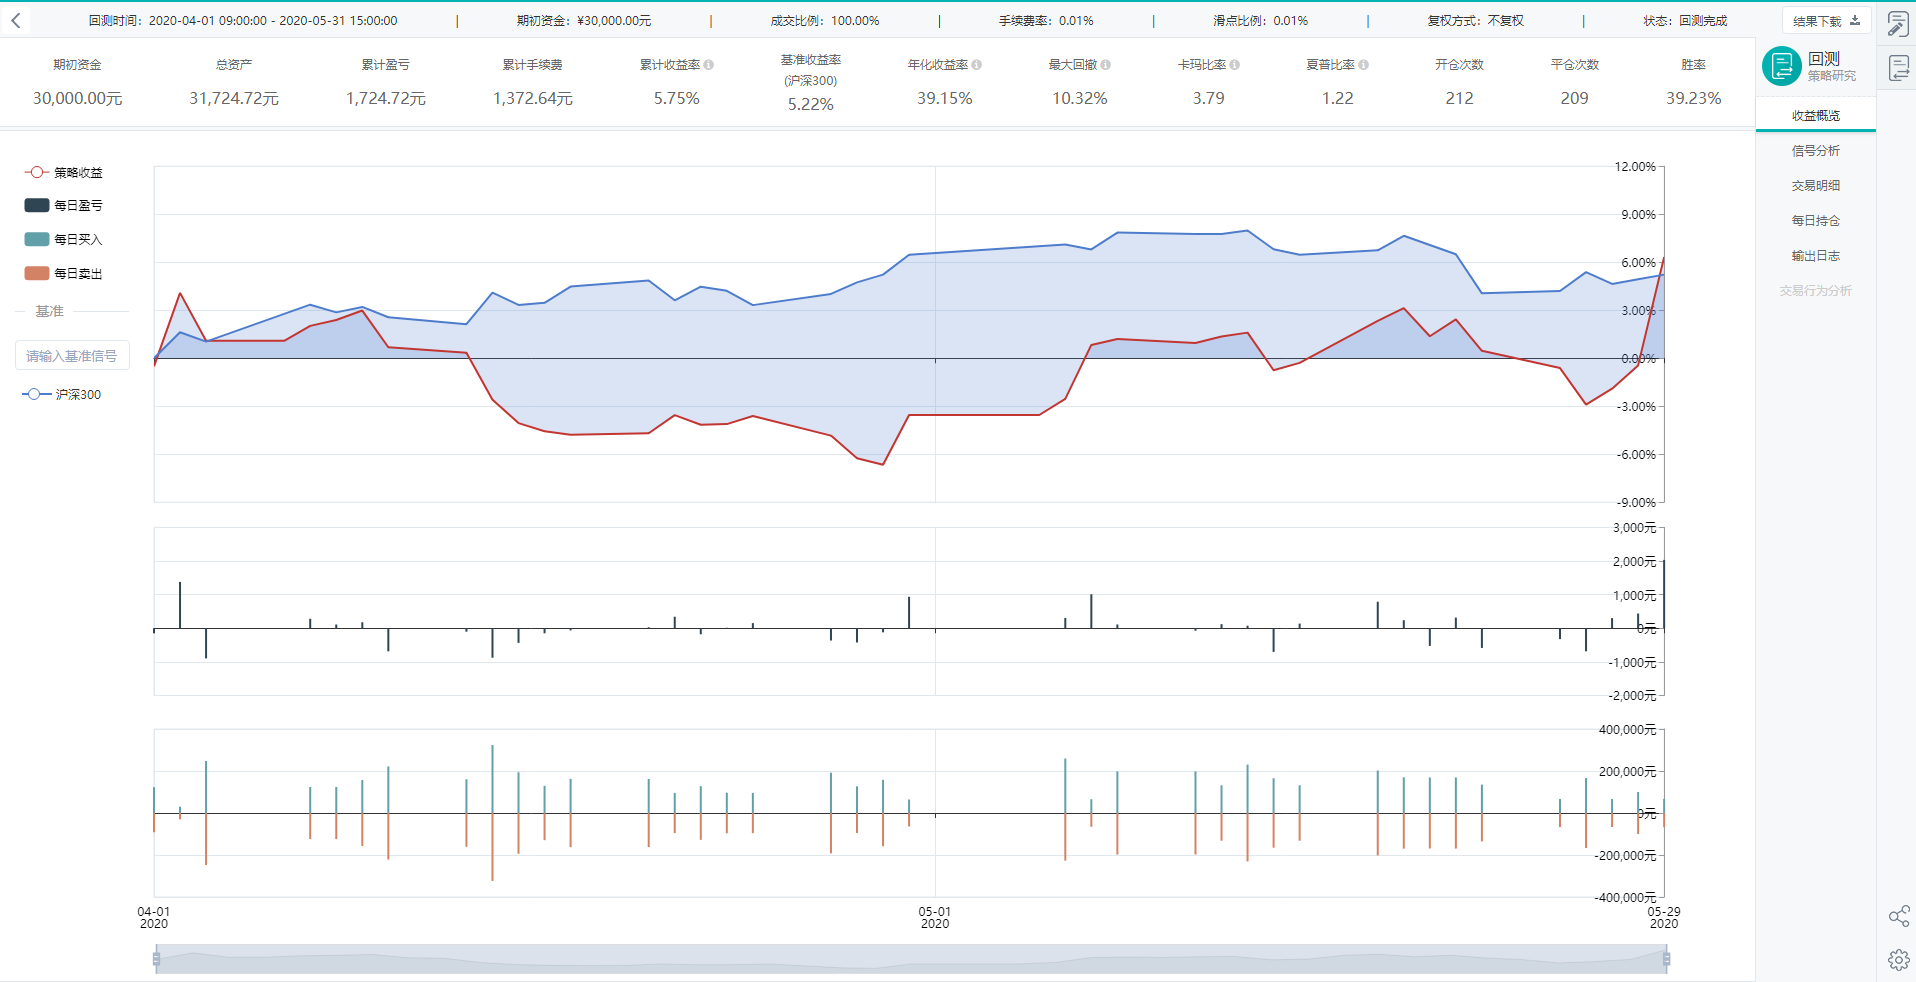 回测时间：2020-04-01 09:00:00 - 2020-05-31 15:00:00 | 期初资金：¥30,000.00元 | 成交比例：100.00% | 手续费率：0.01% | 滑点比例：0.01% | 复权方式：不复权 | 状态：回测完成
结果下载
期初资金 总资产 累计盈亏 累计手续费 累计收益率 基准收益率 年化收益率 最大回撤 卡玛比率 夏普比率 开仓次数 平仓次数 胜率
(沪深300)
30,000.00元 31,724.72元 1,724.72元 1,372.64元 5.75% 5.22% 39.15% 10.32% 3.79 1.22 212 209 39.23%
回测
策略研究
收益概览
信号分析
交易明细
每日持仓
输出日志
交易行为分析
策略收益
每日盈亏
每日买入
每日卖出
基准
请输入基准信号
沪深300
12.00%
9.00%
6.00%
3.00%
0.00%
-3.00%
-6.00%
-9.00%
3,000元
2,000元
1,000元
0元
-1,000元
-2,000元
400,000元
200,000元
0元
-200,000元
-400,000元
04-01 05-01 05-29
2020 2020 2020